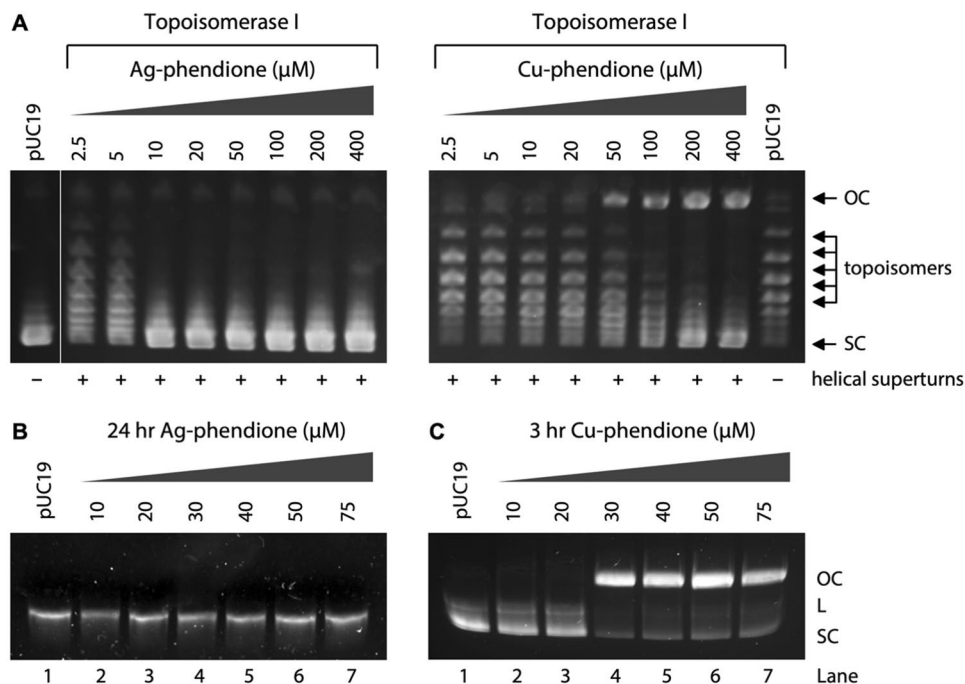 A
Topoisomerase I
Ag-phendione (μM)
pUC19 2.5 5 10 20 50 100 200 400
− + + + + + + + +
Topoisomerase I
Cu-phendione (μM)
2.5 5 10 20 50 100 200 400 pUC19
OC
topoisomers
SC
+ + + + + + + + − helical superturns
B
24 hr Ag-phendione (μM)
pUC19 10 20 30 40 50 75
1 2 3 4 5 6 7
C
3 hr Cu-phendione (μM)
pUC19 10 20 30 40 50 75
OC
L
SC
1 2 3 4 5 6 7 Lane